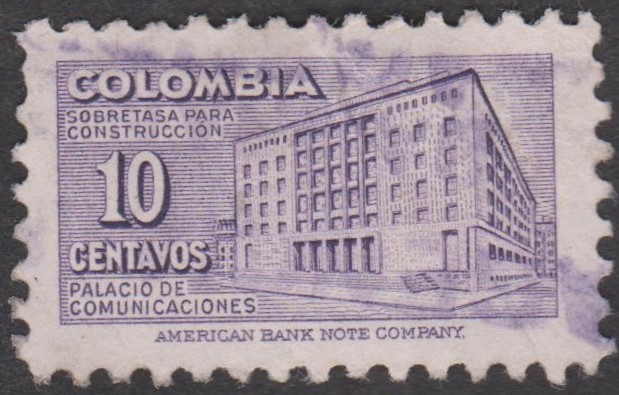 COLOMBIA
SOBRETASA PARA
CONSTRUCCIÓN
10
CENTAVOS
PALACIO DE
COMUNICACIONES
AMERICAN BANK NOTE COMPANY.